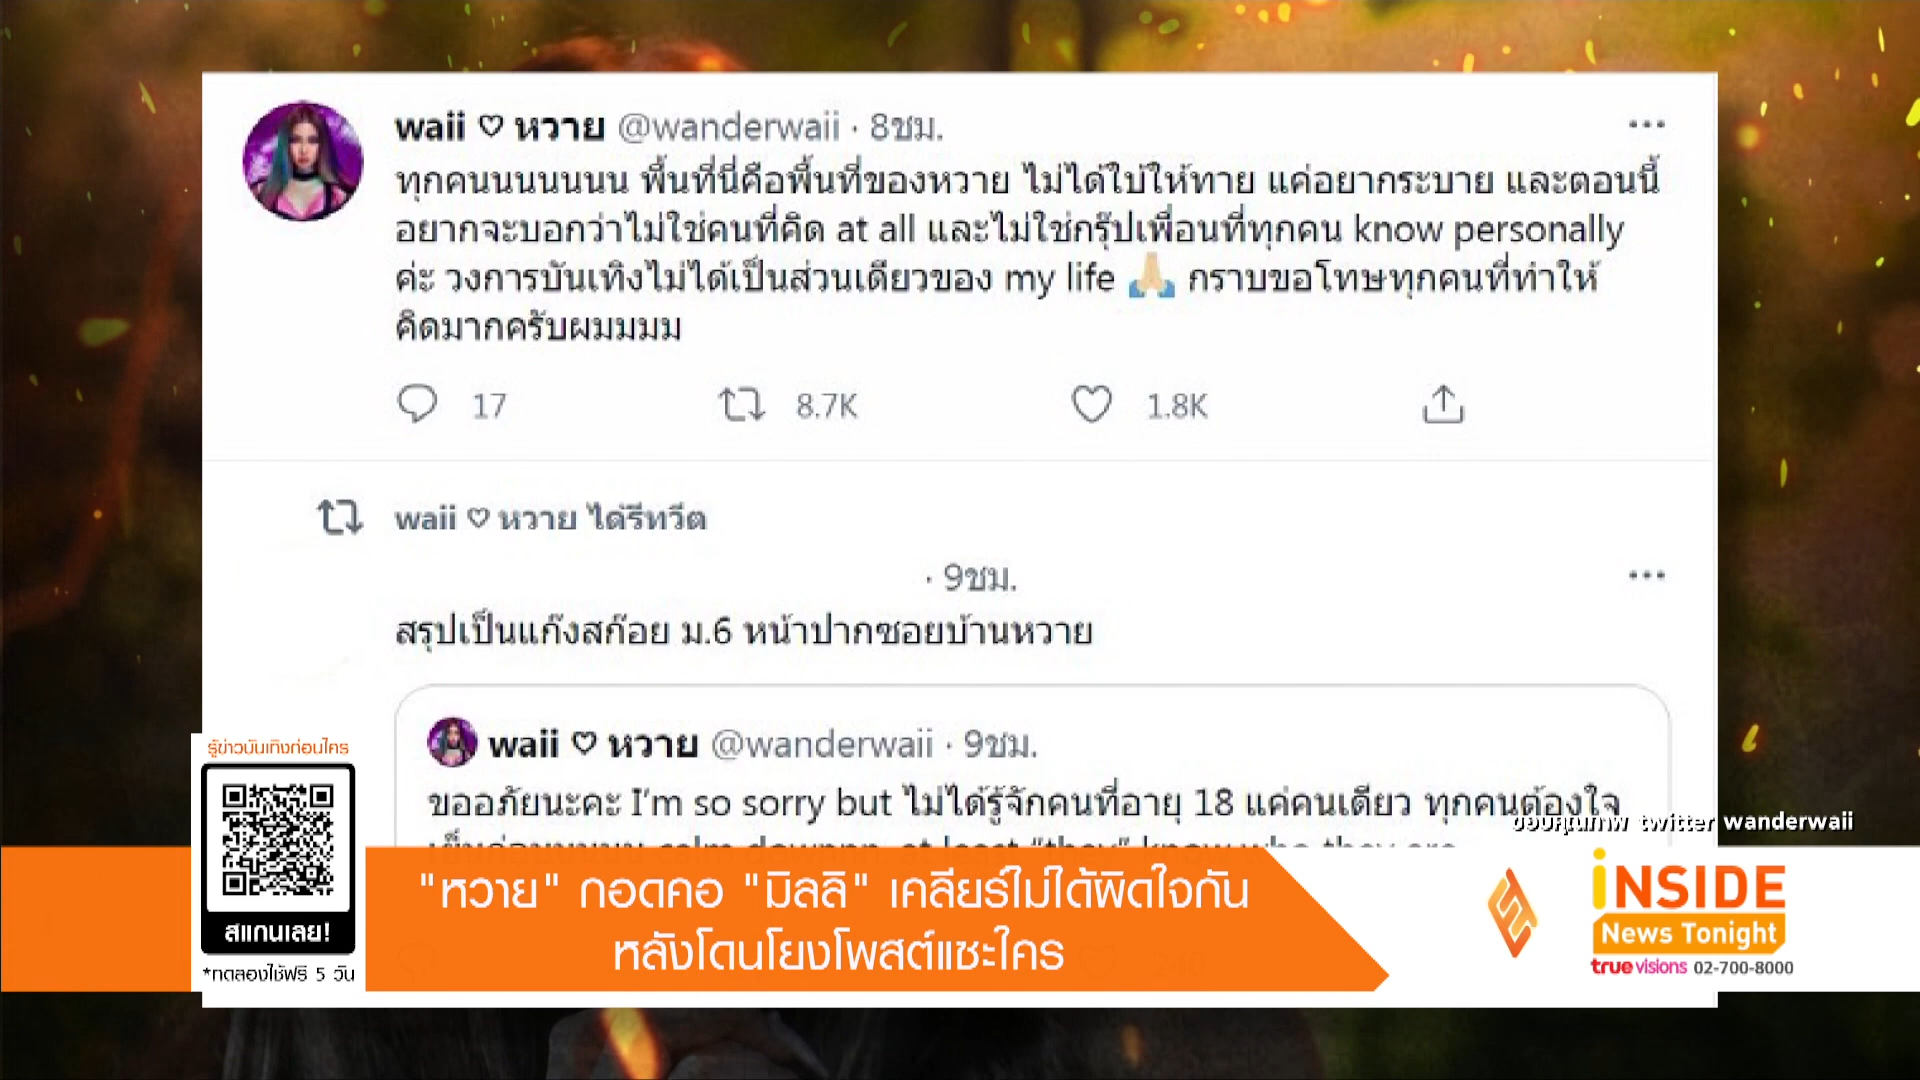 waii ♡ หวาย @wanderwaii · 8ชม.
ทุกคนนนนนนน พื้นที่นี่คือพื้นที่ของหวาย ไม่ได้ใบ้ให้ทาย แค่อยากระบาย และตอนนี้
อยากจะบอกว่าไม่ใช่คนที่คิด at all และไม่ใช่กรุ๊ปเพื่อนที่ทุกคน know personally
ค่ะ วงการบันเทิงไม่ได้เป็นส่วนเดียวของ my life 🙏🏼 กราบขอโทษทุกคนที่ทำให้
คิดมากครับผมมมม
17 8.7K 1.8K
waii ♡ หวาย ได้รีทวีต
· 9ชม.
สรุปเป็นแก๊งสก๊อย ม.6 หน้าปากซอยบ้านหวาย
waii ♡ หวาย @wanderwaii · 9ชม.
ขออภัยนะคะ I'm so sorry but ไม่ได้รู้จักคนที่อายุ 18 แค่คนเดียว ทุกคนต้องใจ
ขอบคุณภาพ twitter wanderwaii
รู้ข่าวบันเทิงก่อนใคร
สแกนเลย!
*ทดลองใช้ฟรี 5 วัน
"หวาย" กอดคอ "มิลลิ" เคลียร์ไม่ได้ผิดใจกัน
หลังโดนโยงโพสต์แซะใคร
iNSIDE
News Tonight
truevisions 02-700-8000